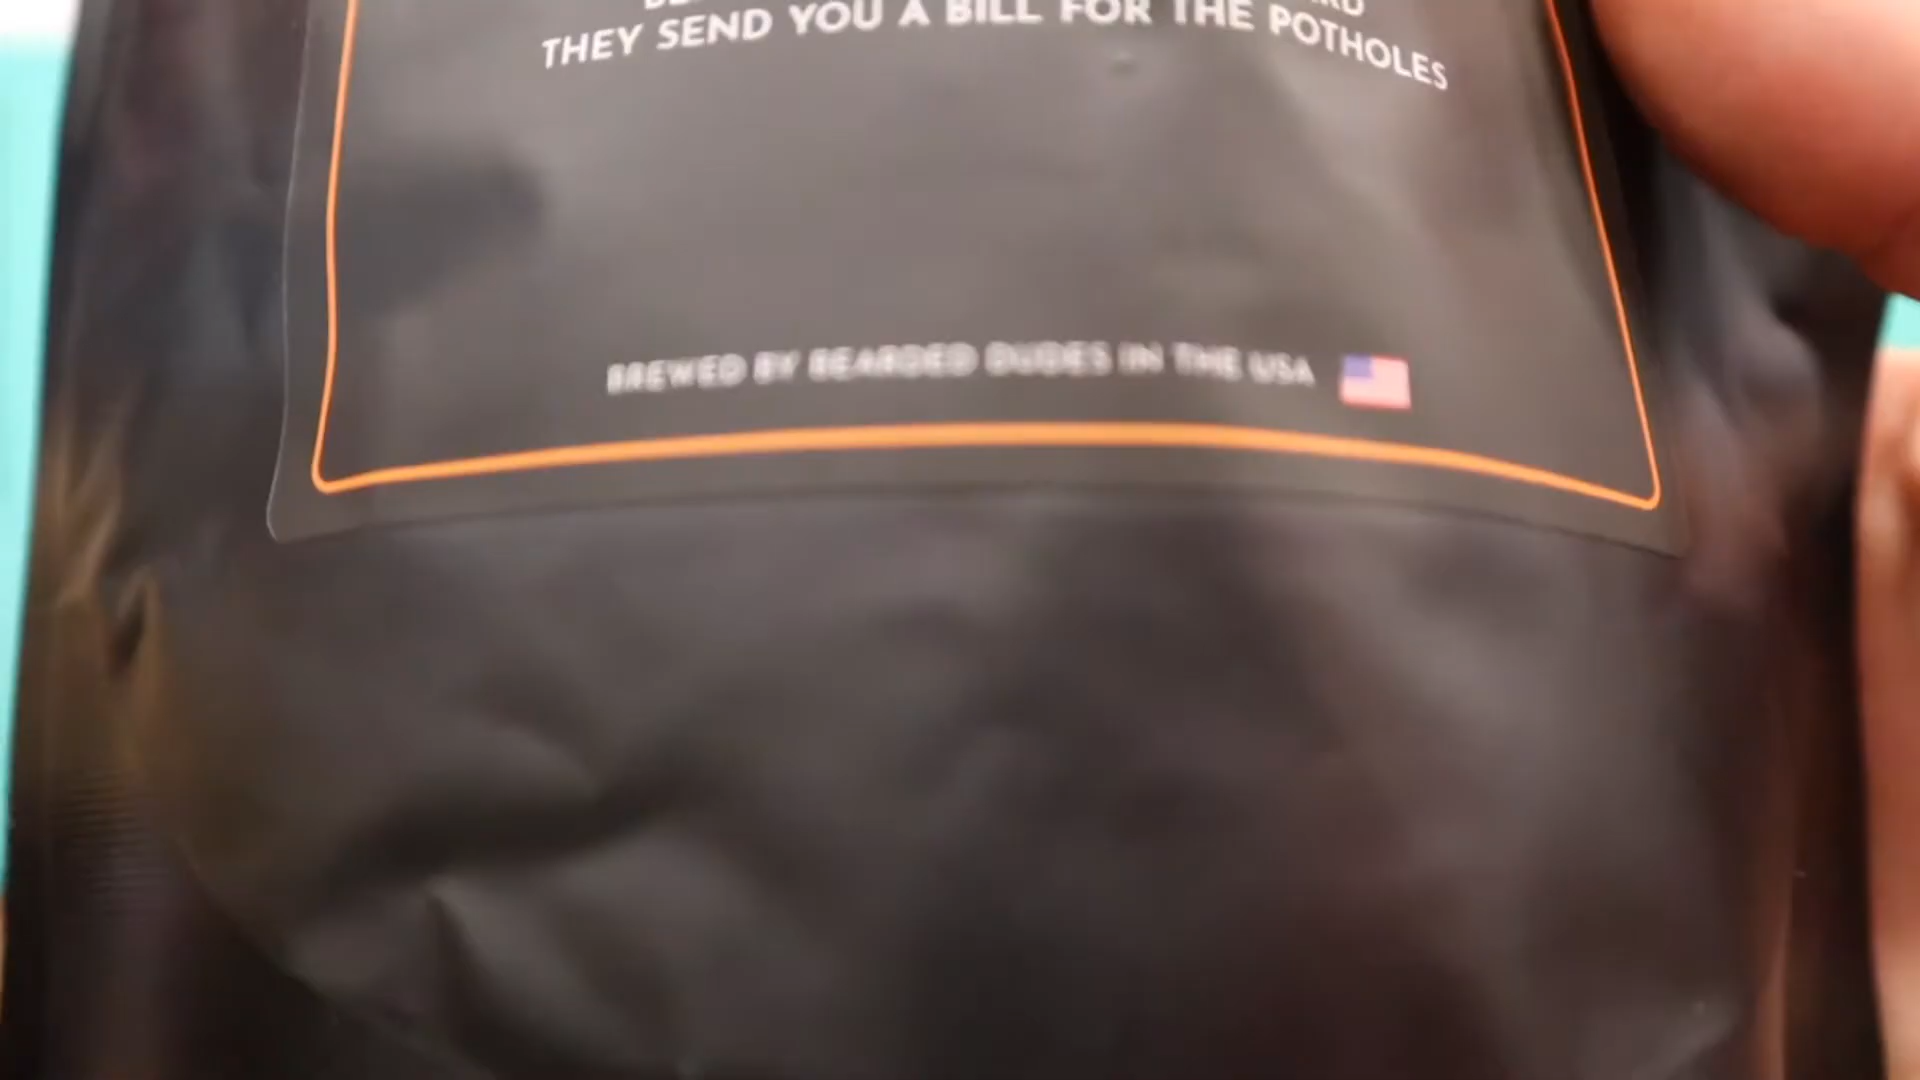 THEY SEND YOU A BILL FOR THE POTHOLES
BREWED BY BEARDED DUDES IN THE USA